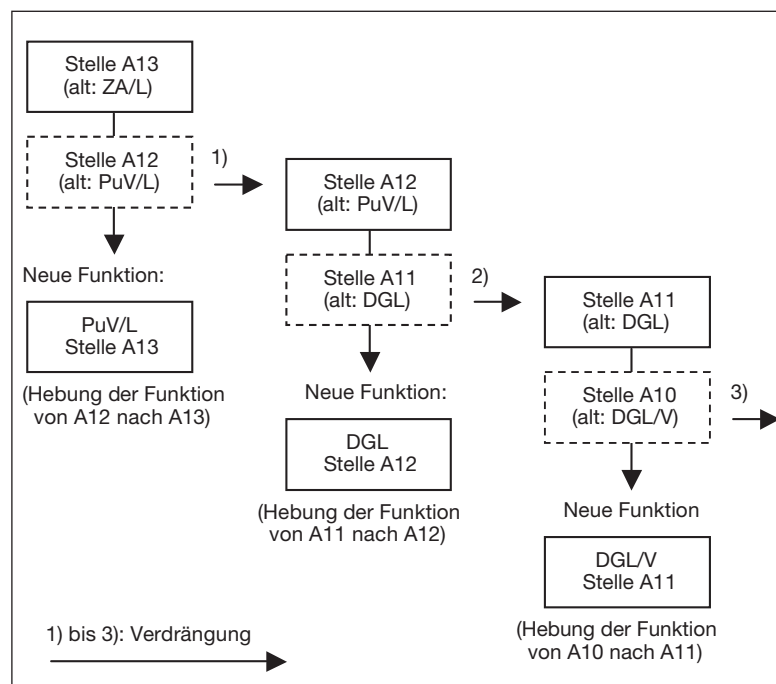 Stelle A13
(alt: ZA/L)
Stelle A12
(alt: PuV/L)
1)
Neue Funktion:
PuV/L
Stelle A13
(Hebung der Funktion
von A12 nach A13)
Stelle A12
(alt: PuV/L)
Stelle A11
(alt: DGL)
2)
Neue Funktion:
DGL
Stelle A12
(Hebung der Funktion
von A11 nach A12)
Stelle A11
(alt: DGL)
Stelle A10
(alt: DGL/V)
3)
Neue Funktion
DGL/V
Stelle A11
(Hebung der Funktion
von A10 nach A11)
1) bis 3): Verdrängung